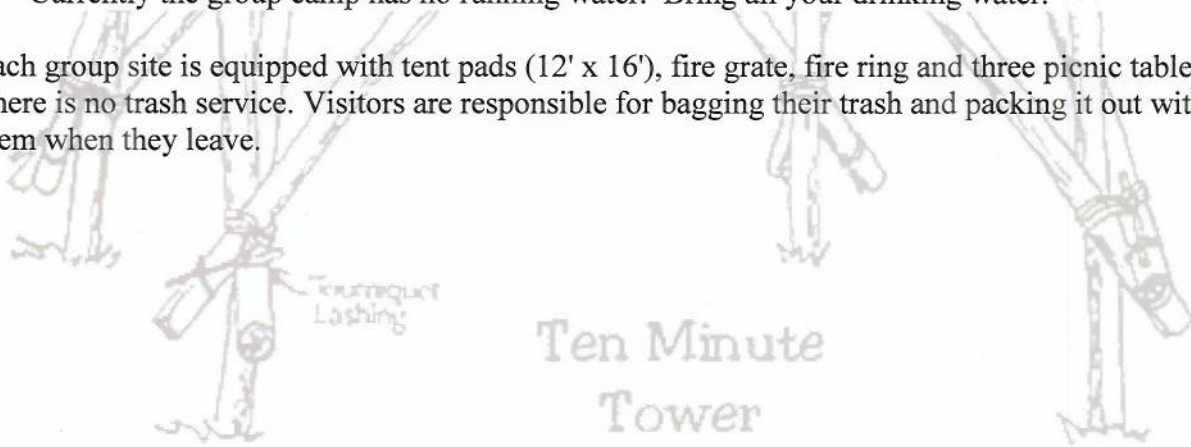 Currently the group camp has no running water. Bring all your drinking water.
ach group site is equipped with tent pads (12' x 16'), fire grate, fire ring and three picnic table
here is no trash service. Visitors are responsible for bagging their trash and packing it out wit
em when they leave.
Lashing
Ten Minute
Tower